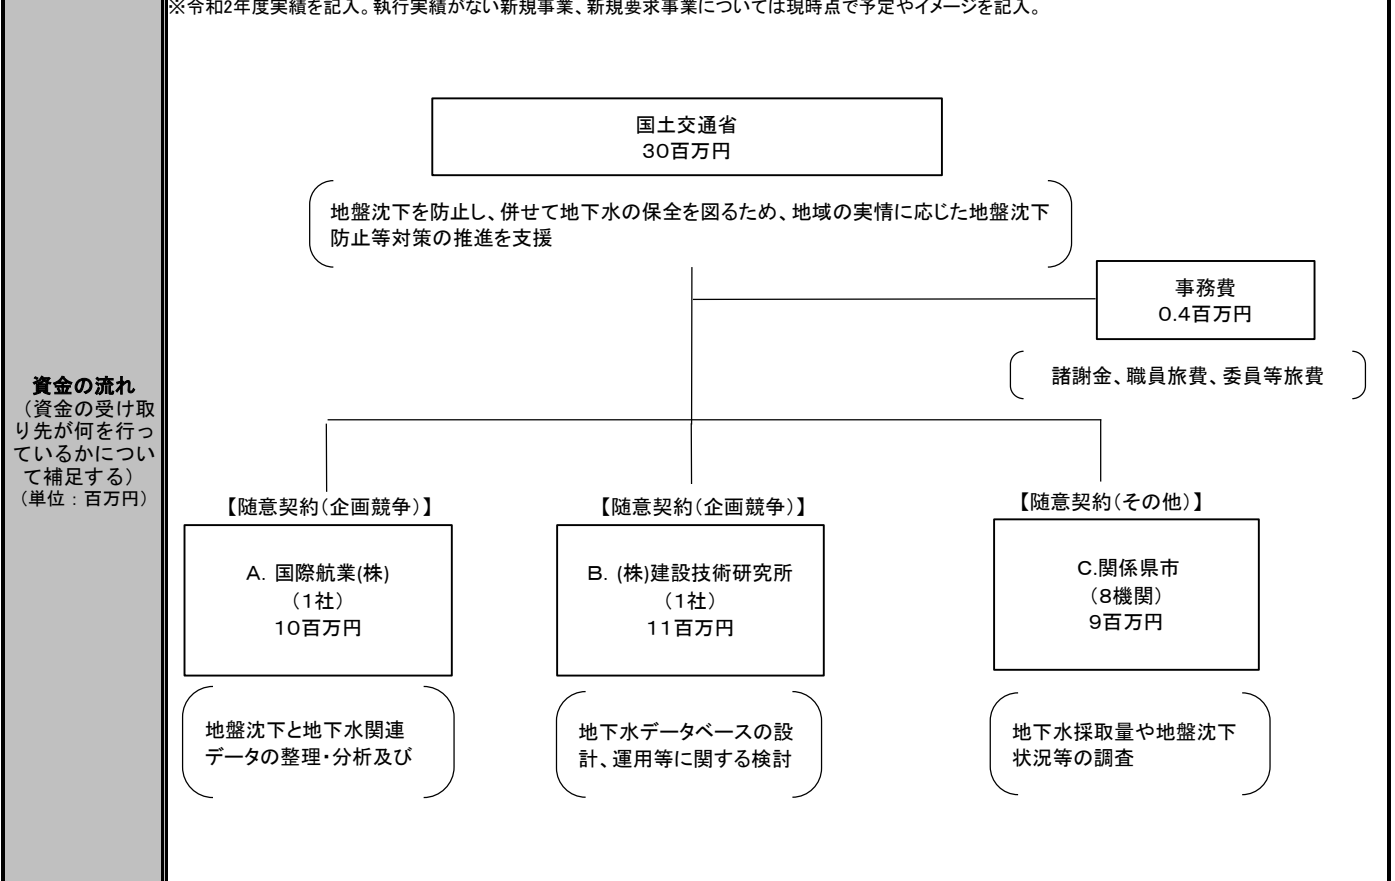 ※令和2年度実績を記入。執行実績がない新規事業、新規要求事業については現時点で予定やイメージを記入。
国土交通省
30百万円
地盤沈下を防止し、併せて地下水の保全を図るため、地域の実情に応じた地盤沈下
防止等対策の推進を支援
事務費
0.4百万円
諸謝金、職員旅費、委員等旅費
資金の流れ
（資金の受け取
り先が何を行っ
ているかについ
て補足する）
（単位：百万円）
【随意契約（企画競争）】
A．国際航業(株)
（1社）
10百万円
地盤沈下と地下水関連
データの整理・分析及び
【随意契約（企画競争）】
B．(株)建設技術研究所
（1社）
11百万円
地下水データベースの設
計、運用等に関する検討
【随意契約（その他）】
C.関係県市
（8機関）
9百万円
地下水採取量や地盤沈下
状況等の調査